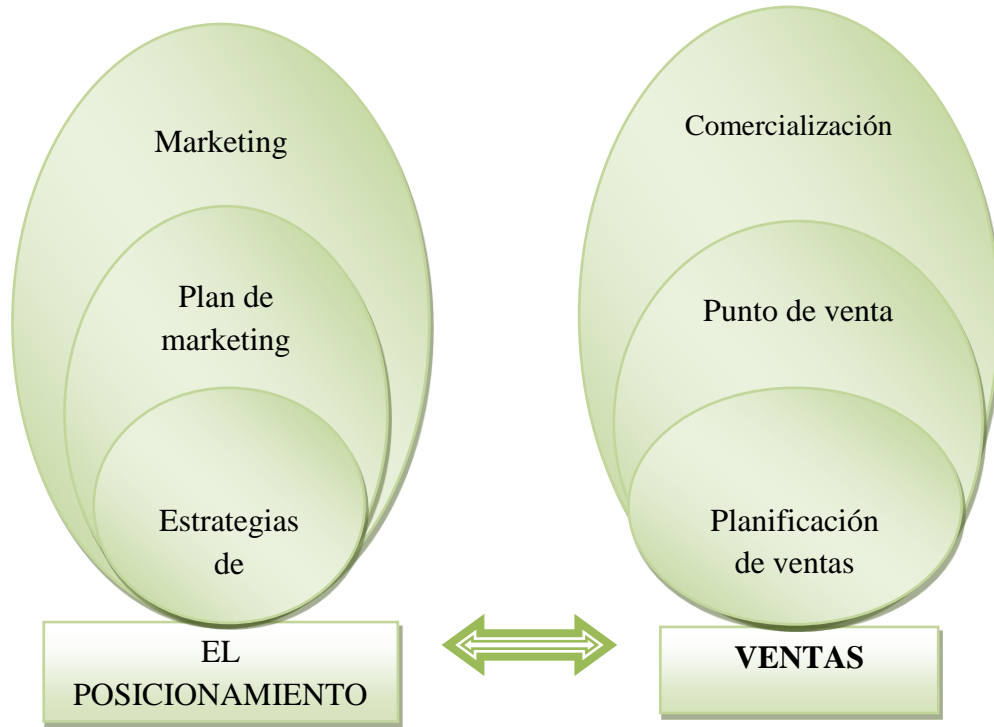 Marketing
Plan de
marketing
Estrategias
de
EL
POSICIONAMIENTO
Comercialización
Punto de venta
Planificación
de ventas
VENTAS